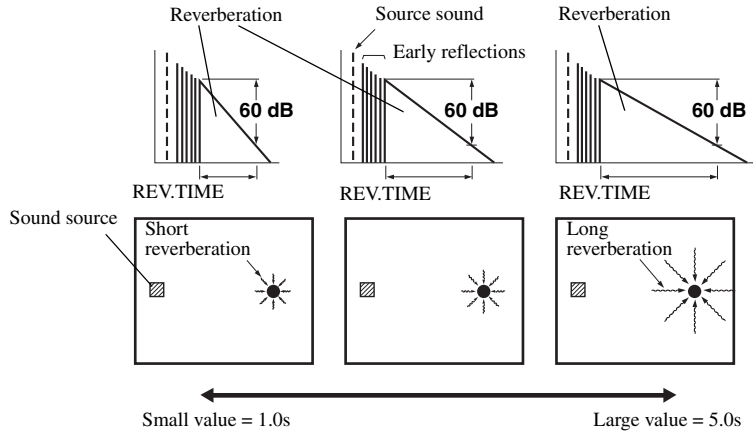 Reverberation
Source sound
Reverberation
Early reflections
60 dB
60 dB
60 dB
REV.TIME
REV.TIME
REV.TIME
Sound source
Short
reverberation
Long
reverberation
Small value = 1.0s
Large value = 5.0s